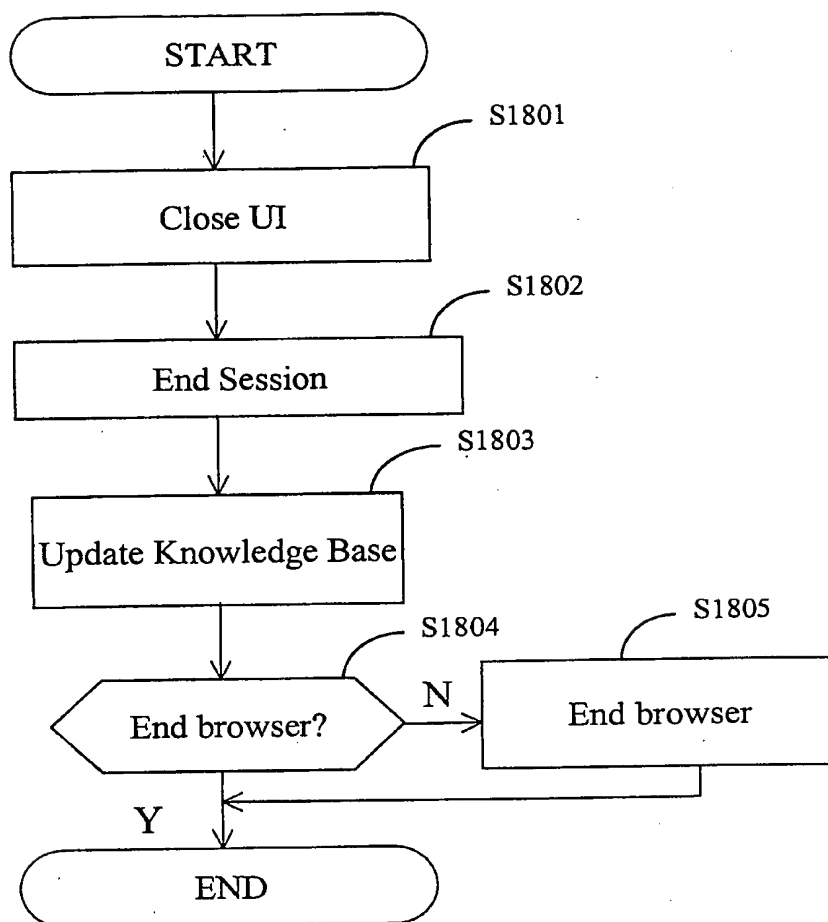 START
S1801
Close UI
S1802
End Session
S1803
Update Knowledge Base
S1804
End browser?
N
S1805
End browser
Y
END